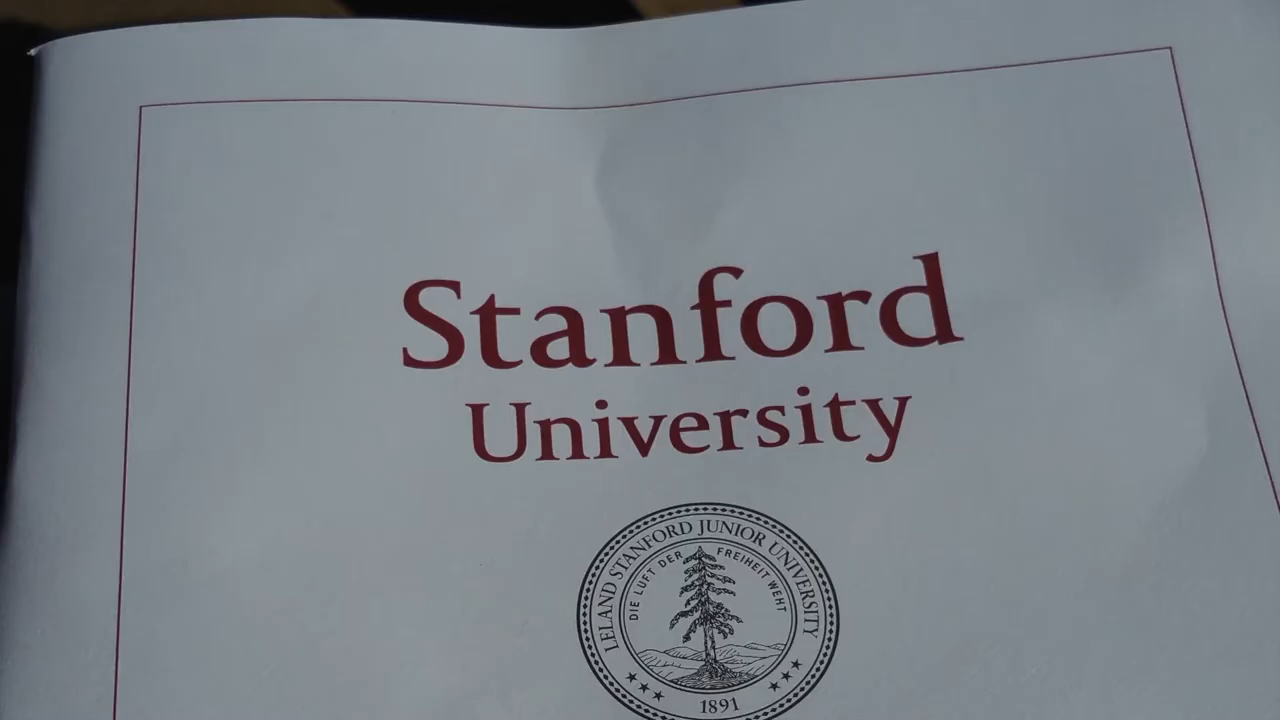 Stanford
University
LELAND STANFORD JUNIOR UNIVERSITY
DIE LUFT DER FREIHEIT WEHT
1891